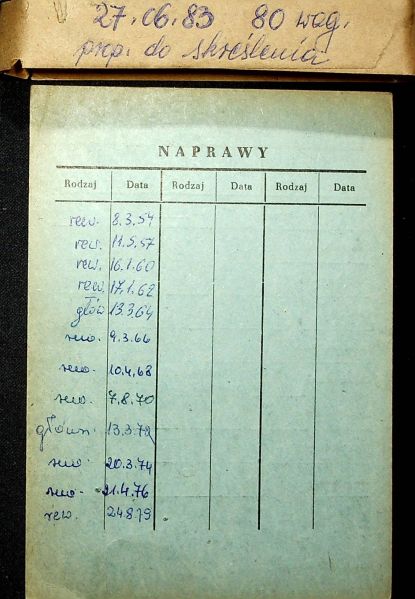 27.06.83 80 wag.
prp. do skreślenia
NAPRAWY
Rodzaj Data Rodzaj Data Rodzaj Data
rew. 8.3.54
rew. 11.5.57
rew. 16.1.60
rew. 17.1.62
głów 13.3.64
rew. 9.3.66
rew. 10.4.68
rew. 7.8.70
główn. 13.3.72
rew. 20.3.74
rew. 21.4.76
rew. 24.8.79